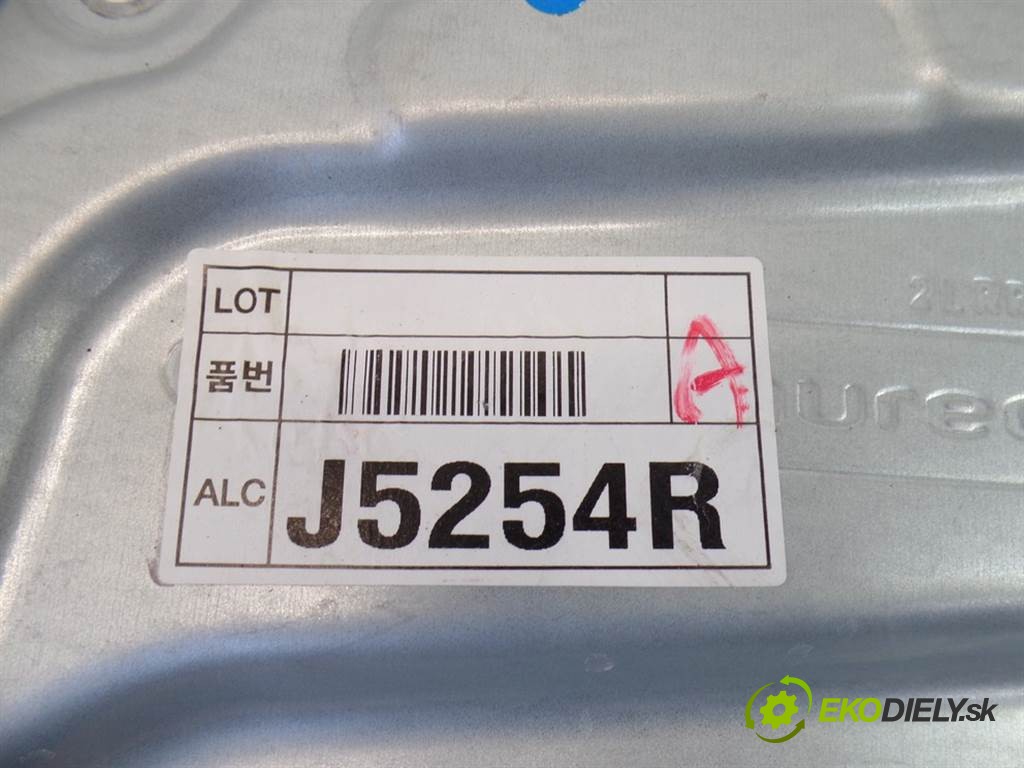 LOT
품번
A
ALC
J5254R
EKODIELY.sk